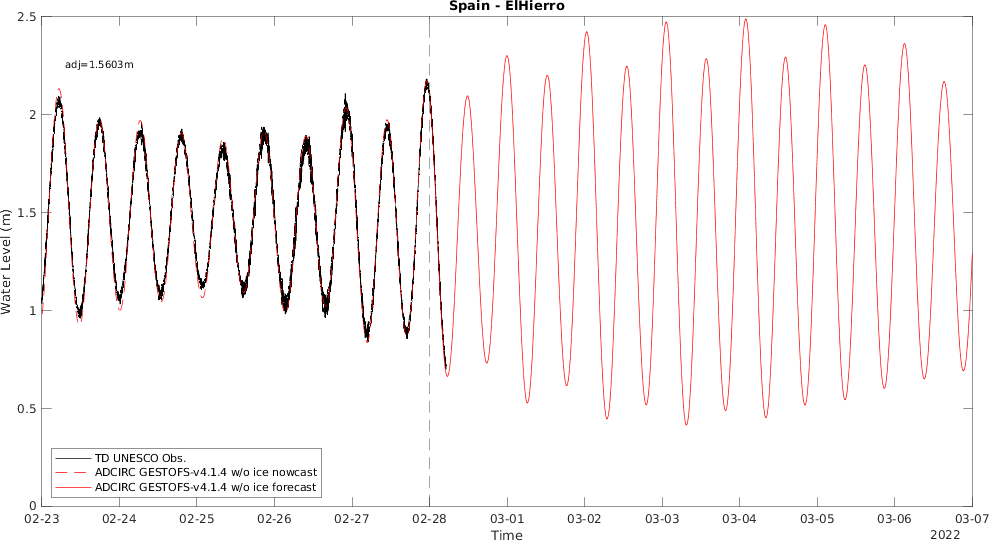 Spain - ElHierro
adj=1.5603m
Water Level (m)
2.5
2
1.5
1
0.5
0
TD UNESCO Obs.
ADCIRC GESTOFS-v4.1.4 w/o ice nowcast
ADCIRC GESTOFS-v4.1.4 w/o ice forecast
02-23 02-24 02-25 02-26 02-27 02-28 03-01 03-02 03-03 03-04 03-05 03-06 03-07
Time
2022